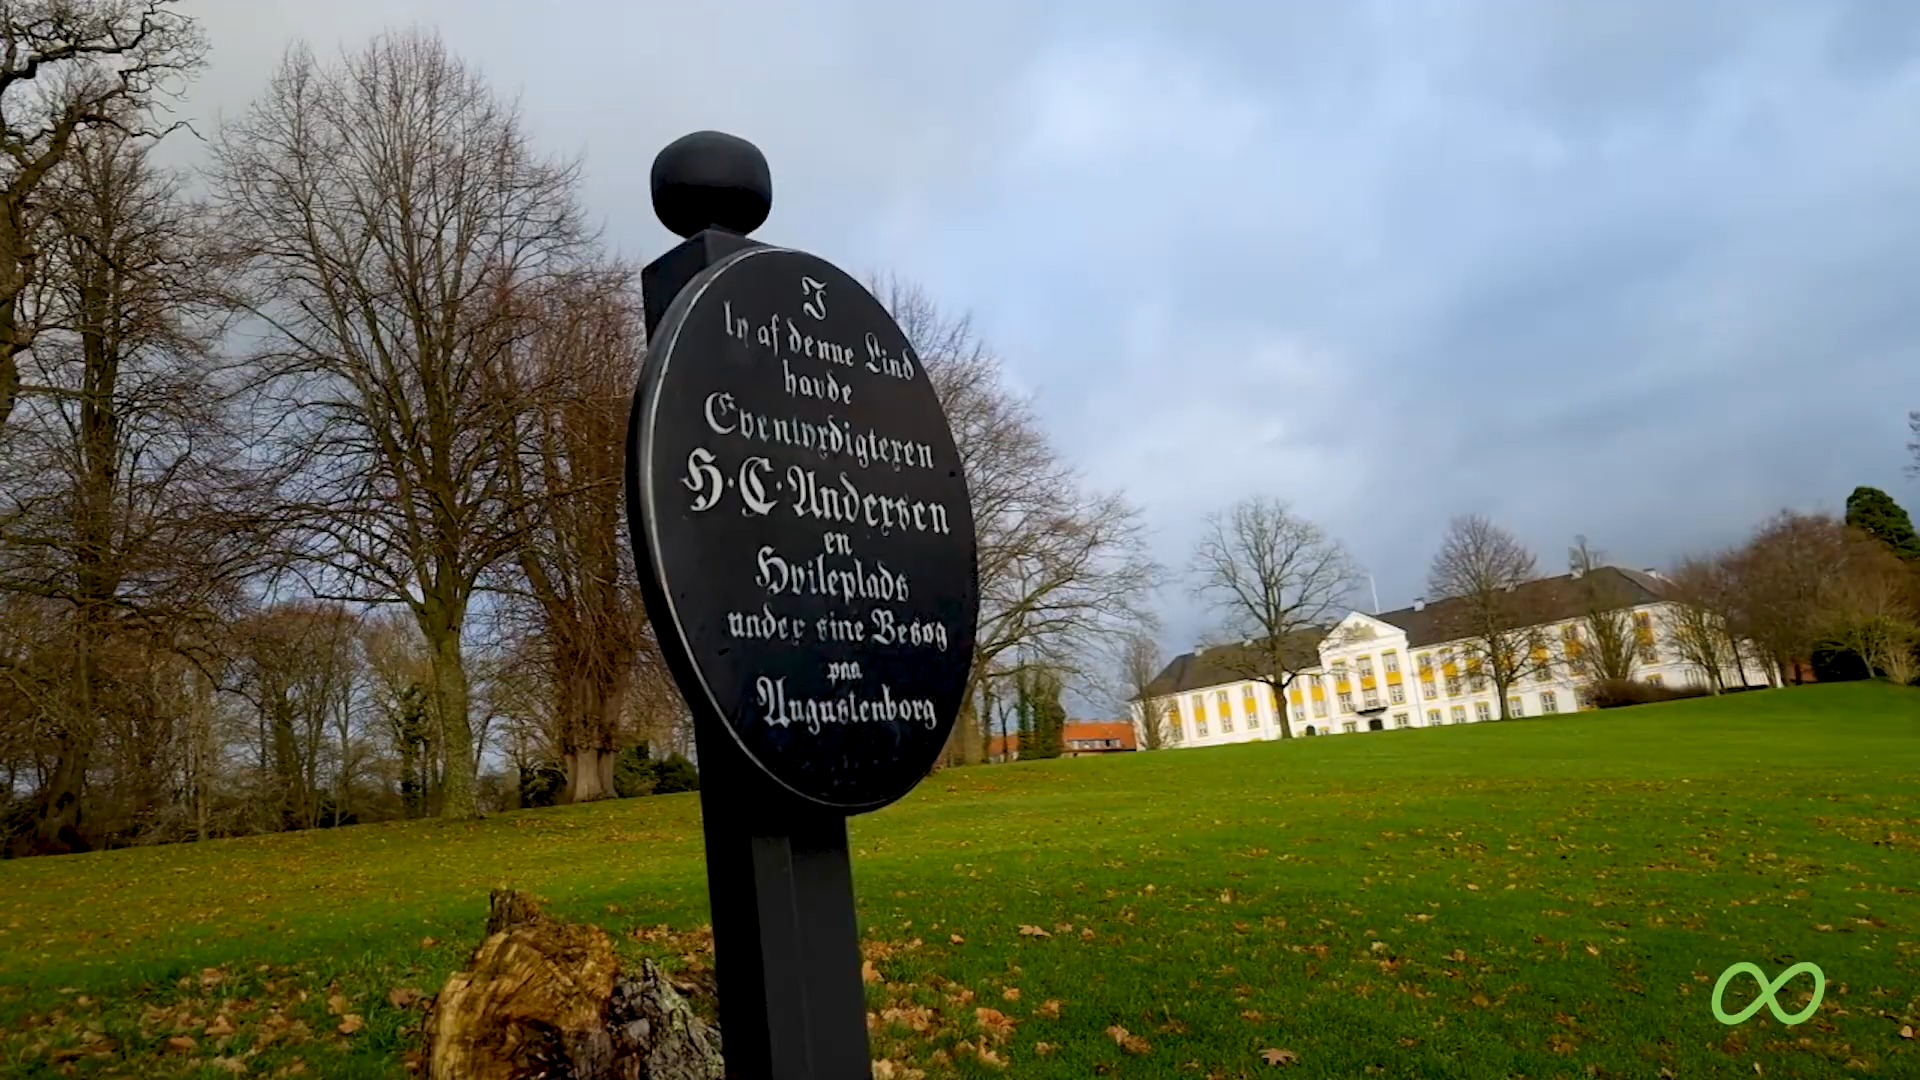 I
Ly af denne Lind
havde
Eventyrdigteren
H. C. Andersen
en
Hvileplads
under sine Besøg
paa
Augustenborg